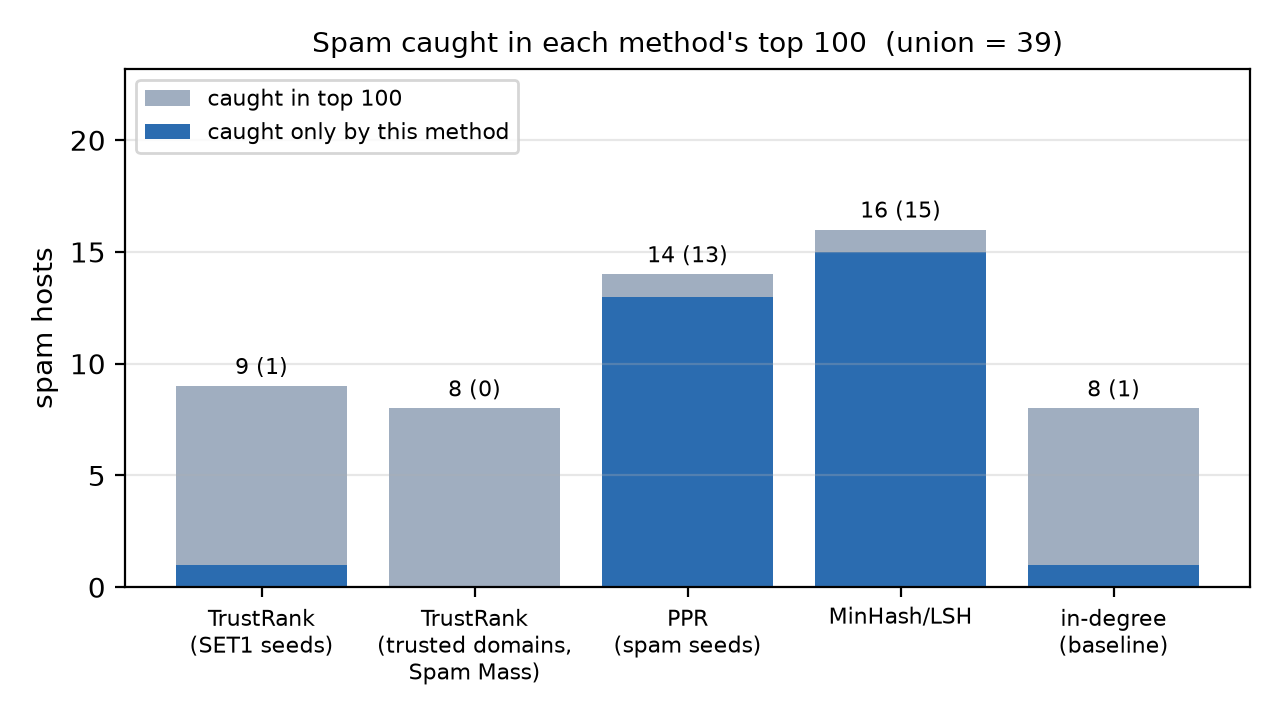 Spam caught in each method's top 100  (union = 39)
caught in top 100
caught only by this method
spam hosts
20
15
10
5
0
9 (1)
8 (0)
14 (13)
16 (15)
8 (1)
TrustRank
(SET1 seeds)
TrustRank
(trusted domains,
Spam Mass)
PPR
(spam seeds)
MinHash/LSH
in-degree
(baseline)